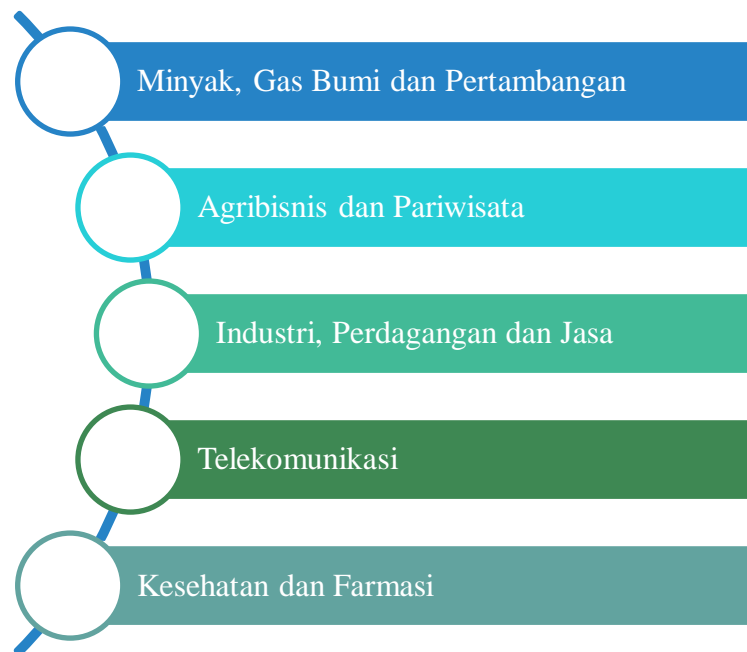 Minyak, Gas Bumi dan Pertambangan
Agribisnis dan Pariwisata
Industri, Perdagangan dan Jasa
Telekomunikasi
Kesehatan dan Farmasi